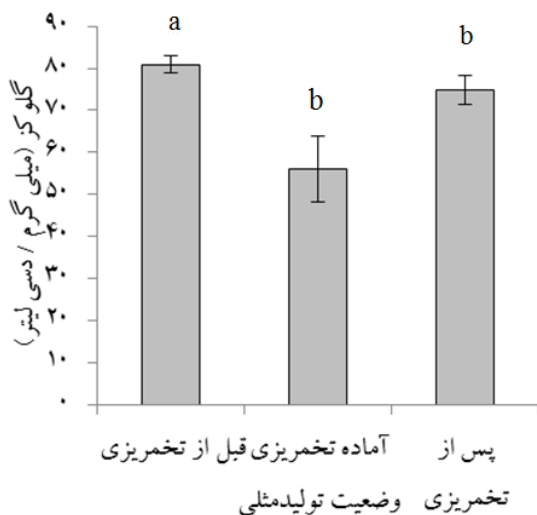 گلوکز (میلی گرم / دسی لیتر)
۹۰
۸۰
۷۰
۶۰
۵۰
۴۰
۳۰
۲۰
۱۰
۰
a
b
b
قبل از تخمریزی
آماده تخمریزی
پس از
تخمریزی
وضعیت تولیدمثلی